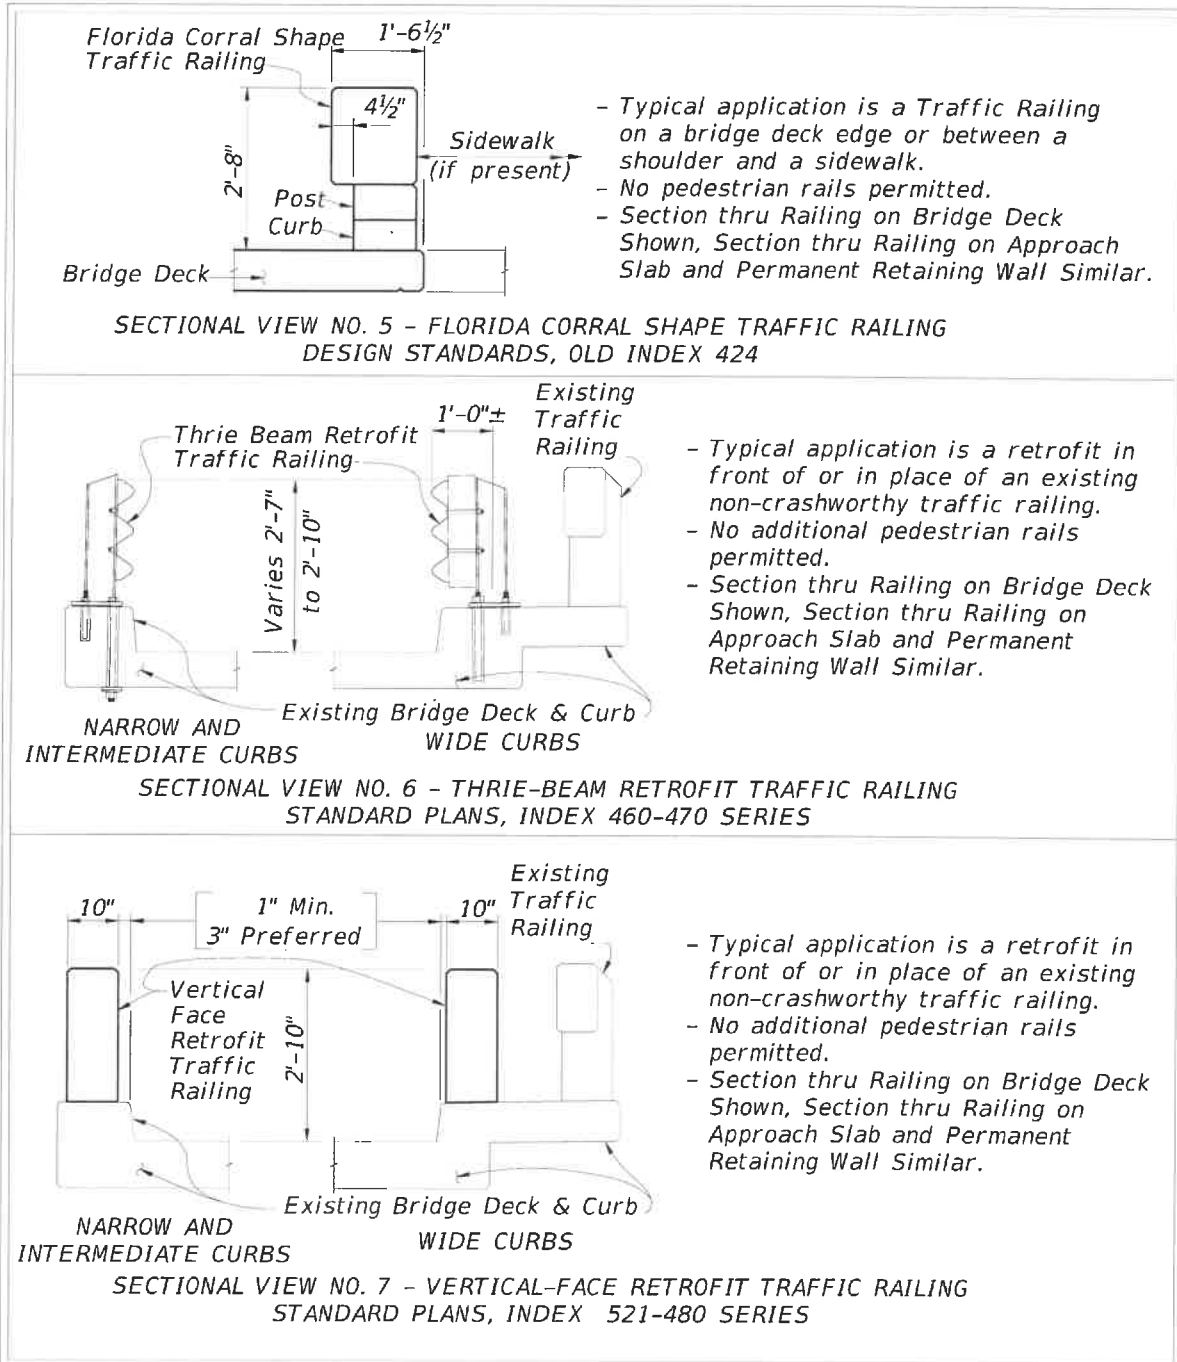 Florida Corral Shape
Traffic Railing
1'-6½"
4½"
2'-8"
Sidewalk
(if present)
Post
Curb
Bridge Deck
- Typical application is a Traffic Railing
on a bridge deck edge or between a
shoulder and a sidewalk.
- No pedestrian rails permitted.
- Section thru Railing on Bridge Deck
Shown, Section thru Railing on Approach
Slab and Permanent Retaining Wall Similar.
SECTIONAL VIEW NO. 5 - FLORIDA CORRAL SHAPE TRAFFIC RAILING
DESIGN STANDARDS, OLD INDEX 424
Existing
Traffic
Railing
1'-0"±
Thrie Beam Retrofit
Traffic Railing
Varies 2'-7"
to 2'-10"
Existing Bridge Deck & Curb
NARROW AND
INTERMEDIATE CURBS
WIDE CURBS
- Typical application is a retrofit in
front of or in place of an existing
non-crashworthy traffic railing.
- No additional pedestrian rails
permitted.
- Section thru Railing on Bridge Deck
Shown, Section thru Railing on
Approach Slab and Permanent
Retaining Wall Similar.
SECTIONAL VIEW NO. 6 - THRIE-BEAM RETROFIT TRAFFIC RAILING
STANDARD PLANS, INDEX 460-470 SERIES
Existing
Traffic
Railing
10"
1" Min.
3" Preferred
10"
Vertical
Face
Retrofit
Traffic
Railing
2'-10"
Existing Bridge Deck & Curb
NARROW AND
INTERMEDIATE CURBS
WIDE CURBS
- Typical application is a retrofit in
front of or in place of an existing
non-crashworthy traffic railing.
- No additional pedestrian rails
permitted.
- Section thru Railing on Bridge Deck
Shown, Section thru Railing on
Approach Slab and Permanent
Retaining Wall Similar.
SECTIONAL VIEW NO. 7 - VERTICAL-FACE RETROFIT TRAFFIC RAILING
STANDARD PLANS, INDEX 521-480 SERIES